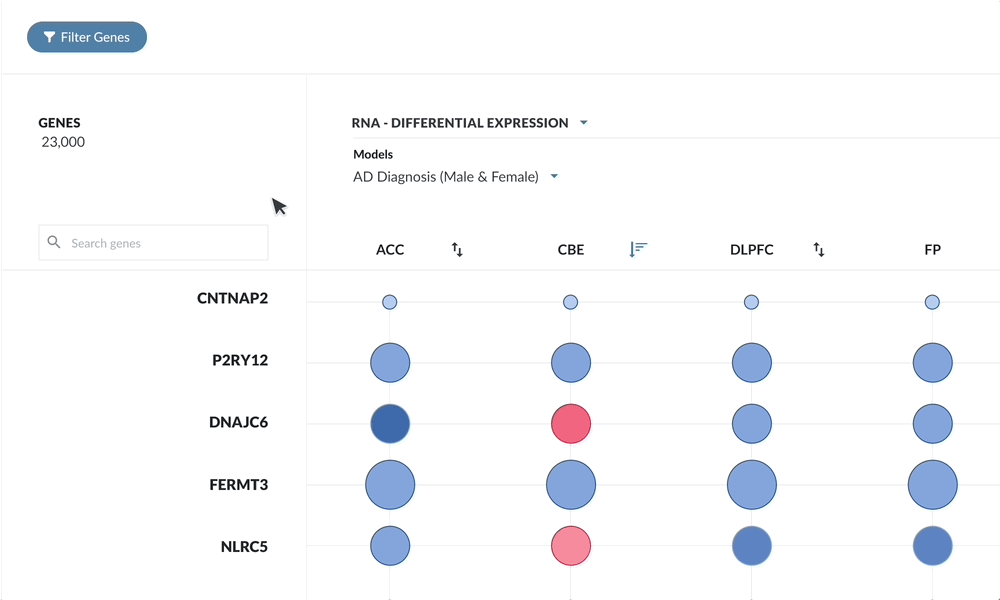 Filter Genes
GENES
23,000
RNA - DIFFERENTIAL EXPRESSION
Models
AD Diagnosis (Male & Female)
Search genes
ACC CBE DLPFC FP
CNTNAP2
P2RY12
DNAJC6
FERMT3
NLRC5